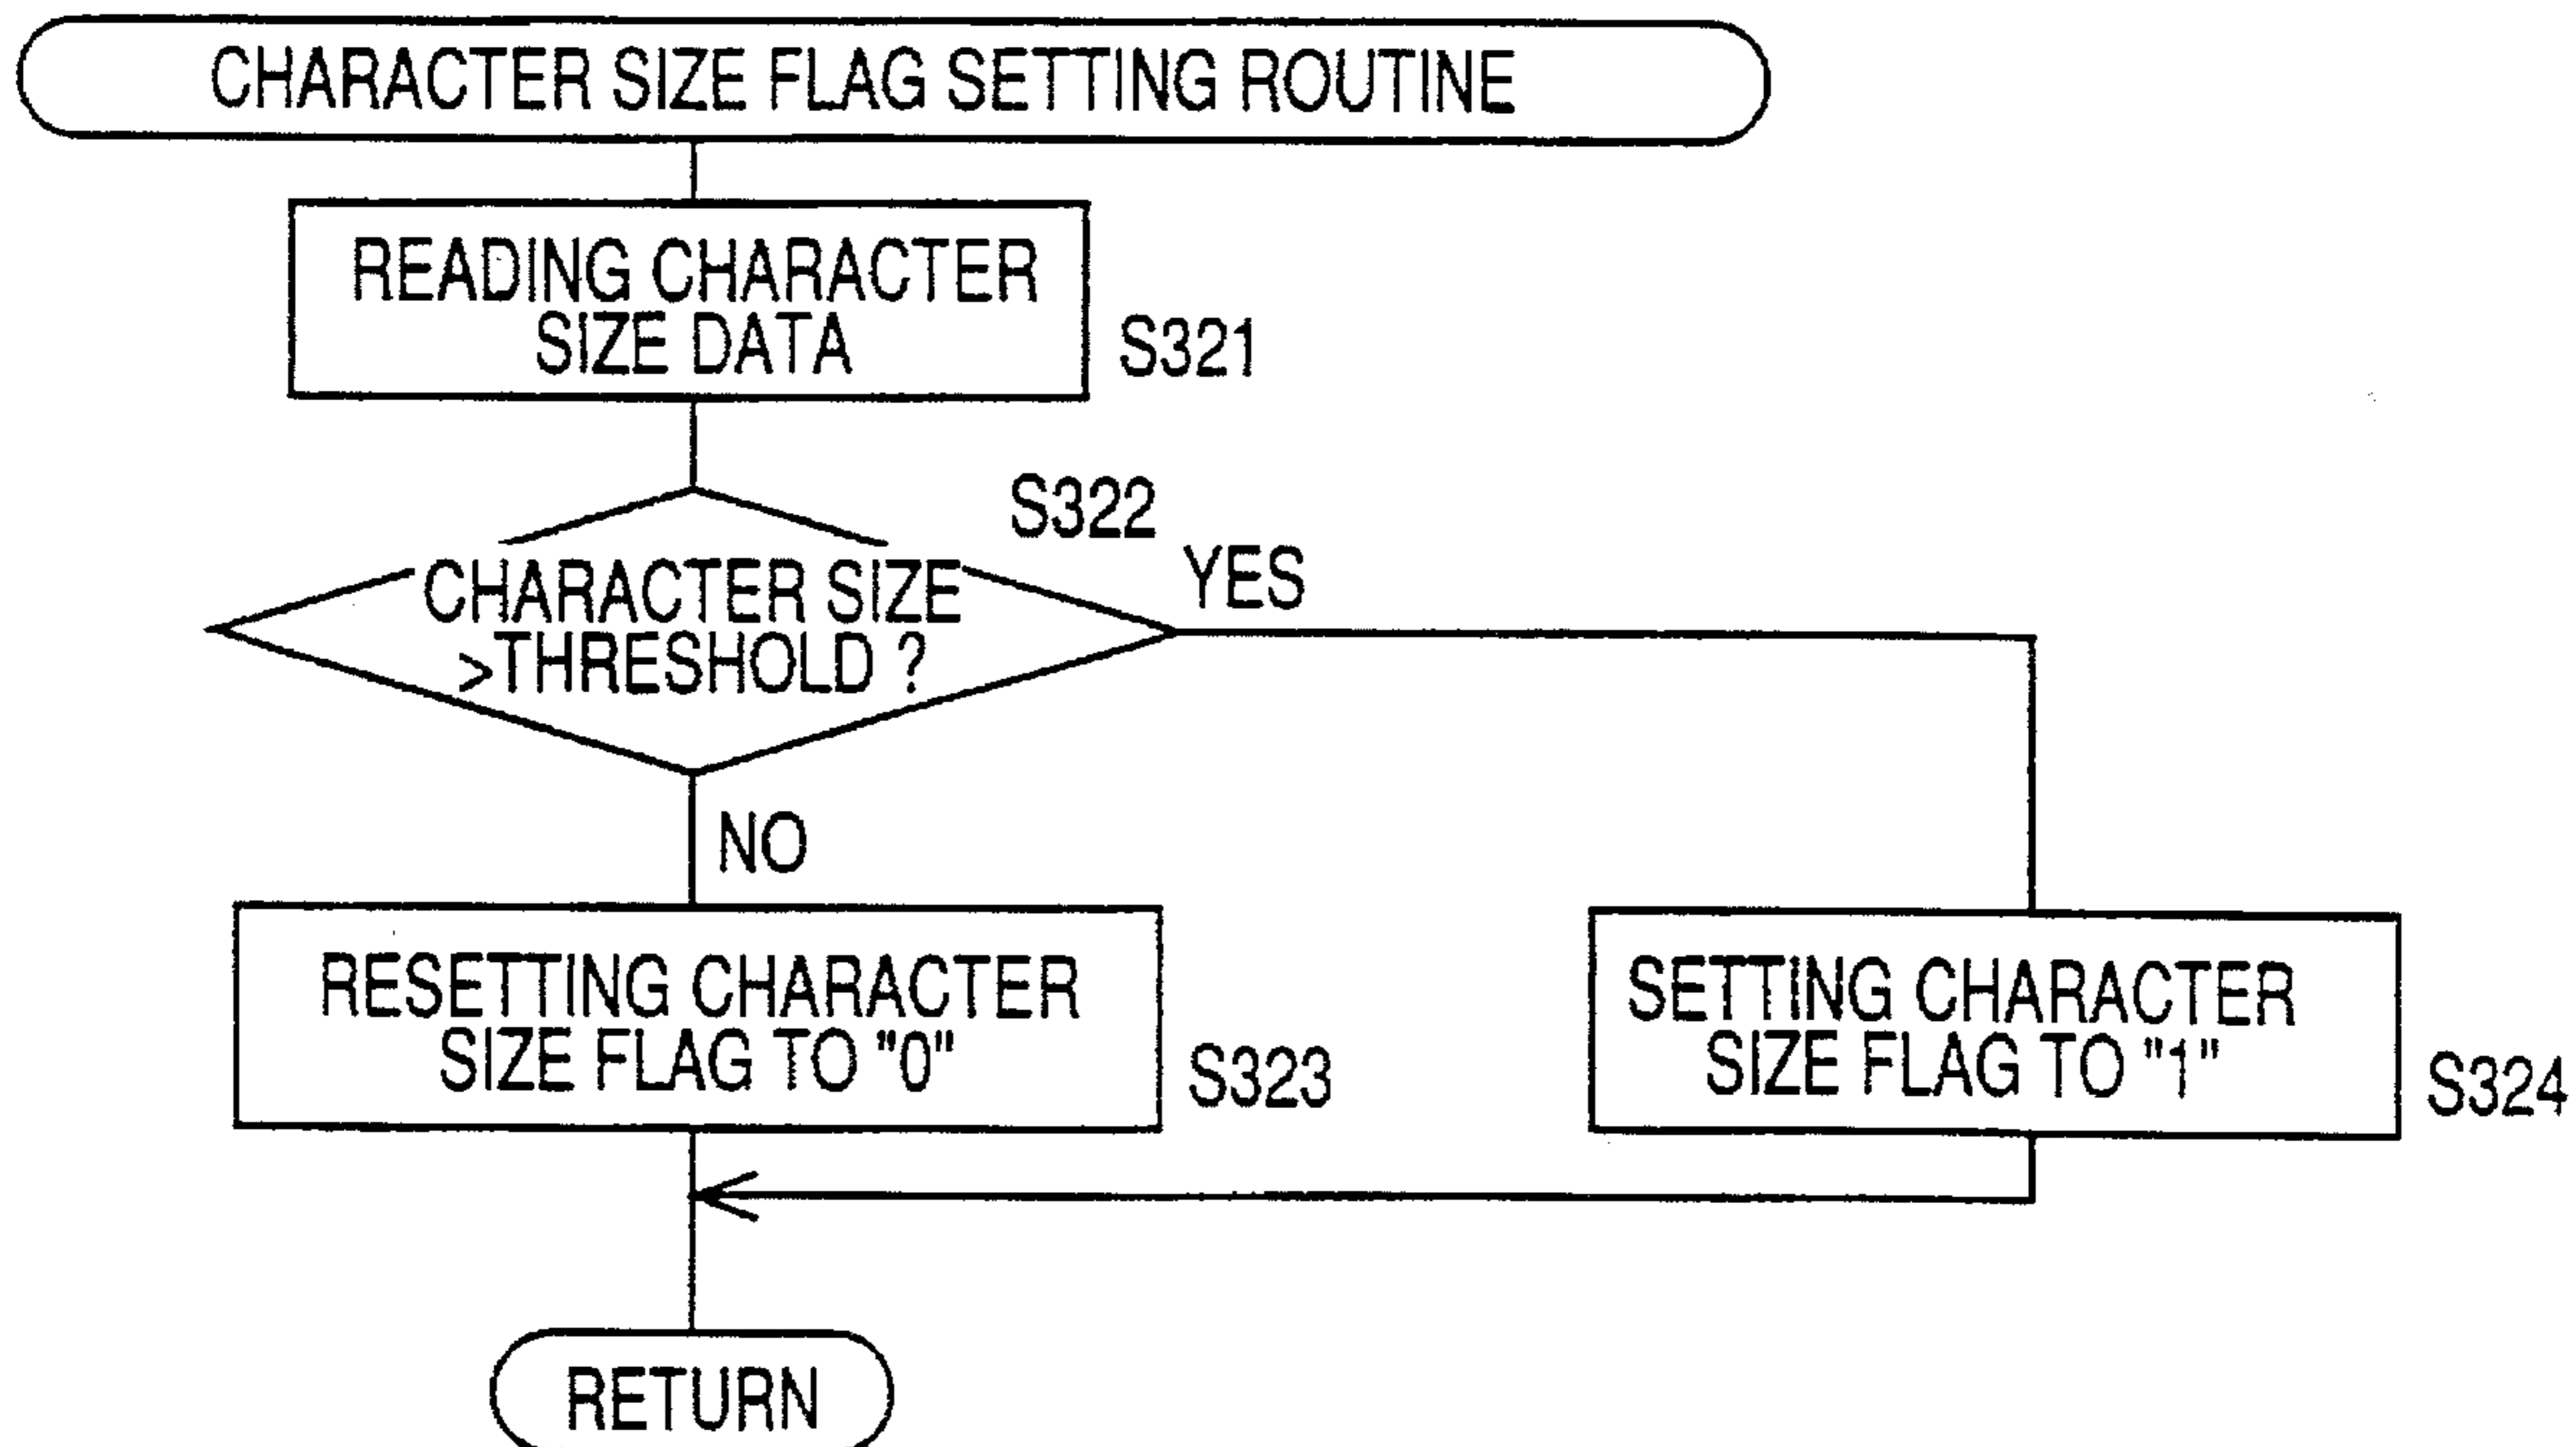 CHARACTER SIZE FLAG SETTING ROUTINE
READING CHARACTER
SIZE DATA
S321
S322
CHARACTER SIZE
>THRESHOLD ?
YES
NO
RESETTING CHARACTER
SIZE FLAG TO "0"
S323
SETTING CHARACTER
SIZE FLAG TO "1"
S324
RETURN